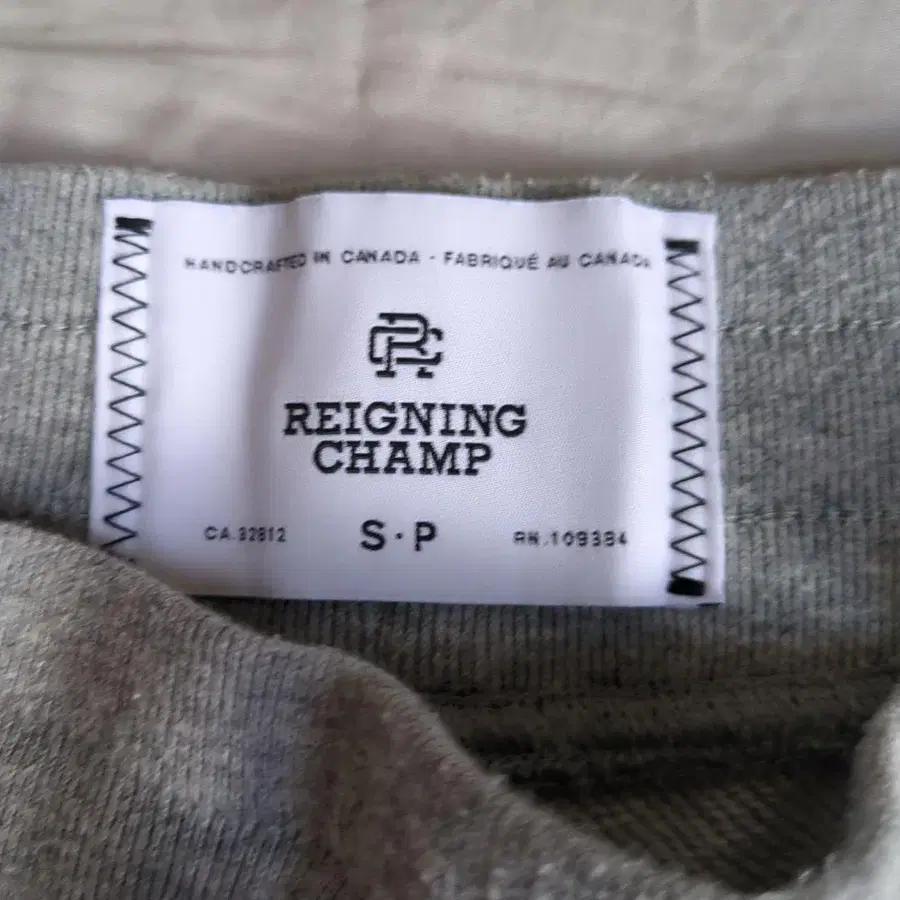 HANDCRAFTED IN CANADA · FABRIQUÉ AU CANADA
RC
REIGNING
CHAMP
CA.32812 S·P RN.109384